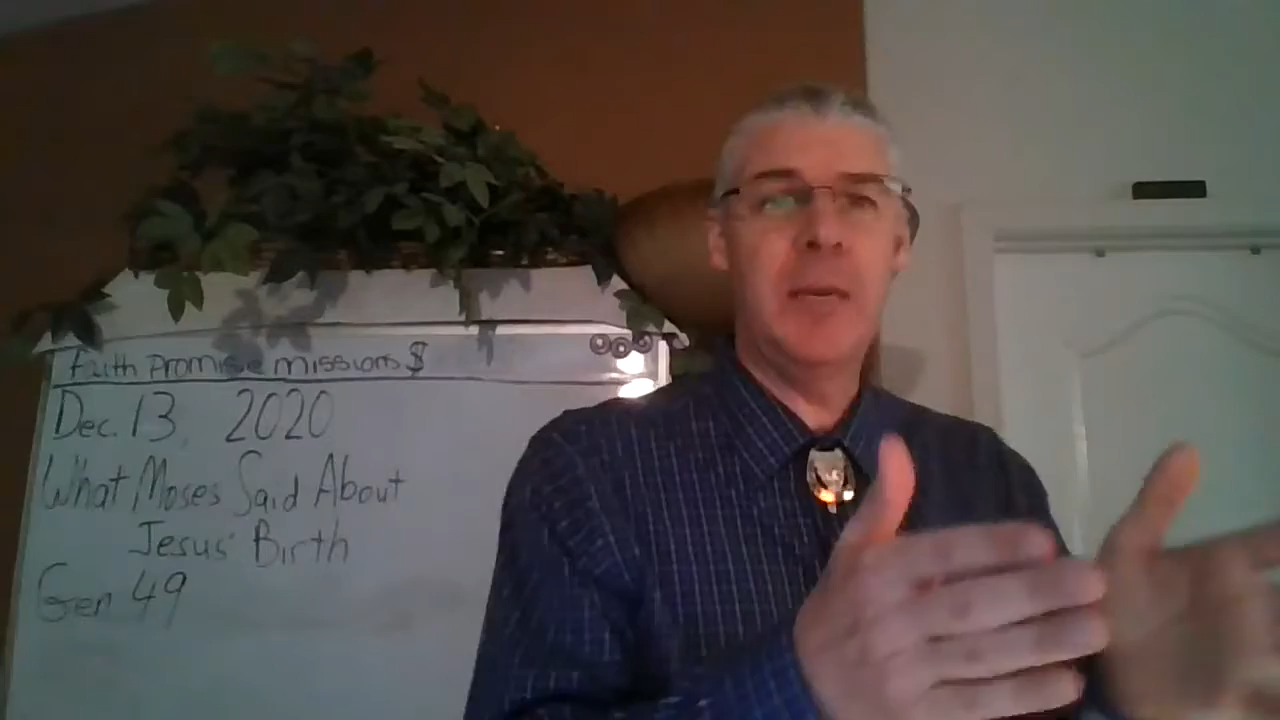 Faith promise missions $
Dec. 13, 2020
What Moses Said About
Jesus' Birth
Gen 49